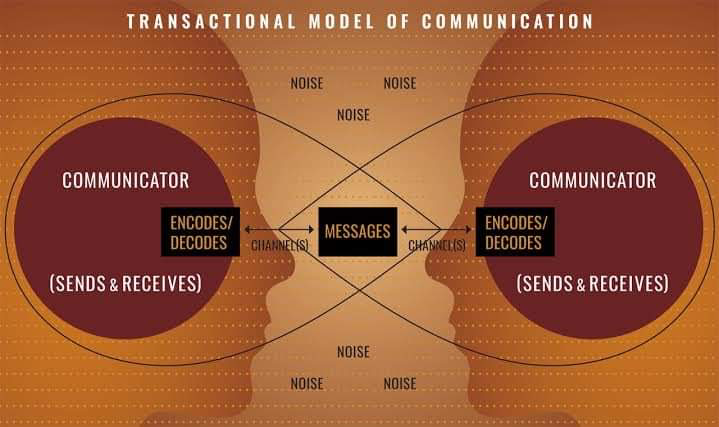 TRANSACTIONAL MODEL OF COMMUNICATION
NOISE NOISE
NOISE
COMMUNICATOR
ENCODES/
DECODES
(SENDS & RECEIVES)
CHANNEL(S)
MESSAGES
CHANNEL(S)
COMMUNICATOR
ENCODES/
DECODES
(SENDS & RECEIVES)
NOISE
NOISE NOISE